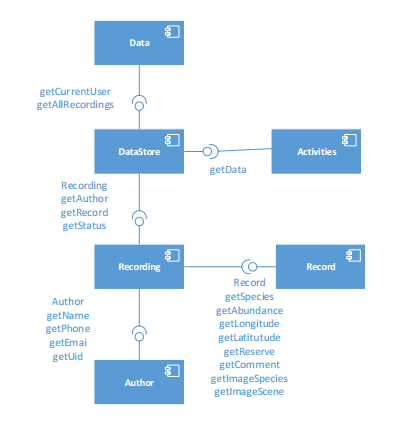 Data
getCurrentUser
getAllRecordings
DataStore
Activities
getData
Recording
getAuthor
getRecord
getStatus
Recording
Record
Author
getName
getPhone
getEmai
getUid
Record
getSpecies
getAbundance
getLongitude
getLatitutude
getReserve
getComment
getImageSpecies
getImageScene
Author